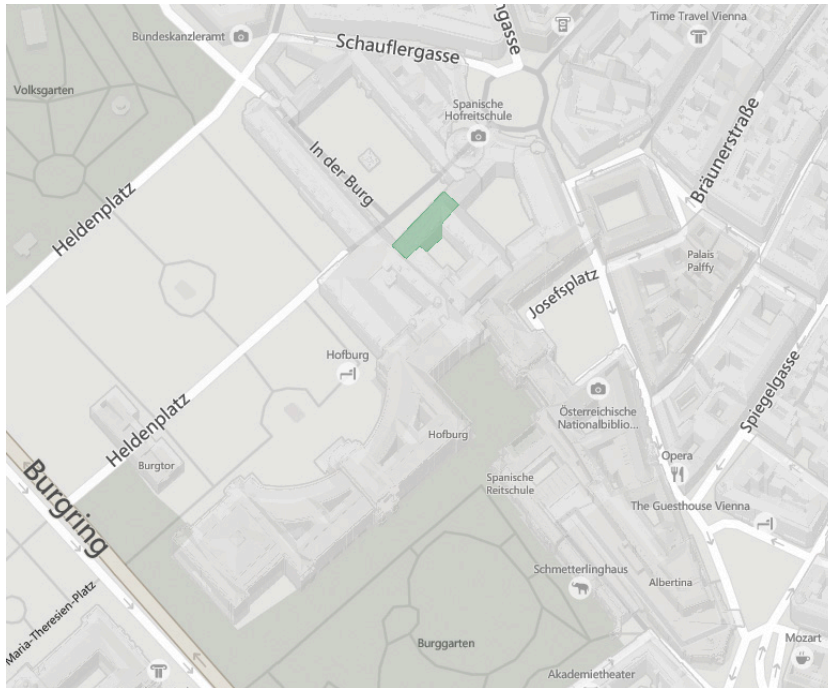 Time Travel Vienna
Bundeskanzleramt
Schauflergasse
ngasse
Volksgarten
Spanische
Hofreitschule
Bräunerstraße
In der Burg
Heldenplatz
Palais
Palffy
Josefsplatz
Hofburg
Spiegelgasse
Heldenplatz
Österreichische
Nationalbiblio...
Hofburg
Burgtor
Opera
Spanische
Reitschule
Burgring
The Guesthouse Vienna
Schmetterlinghaus
Albertina
Maria-Theresien-Platz
Burggarten
Mozart
Akademietheater